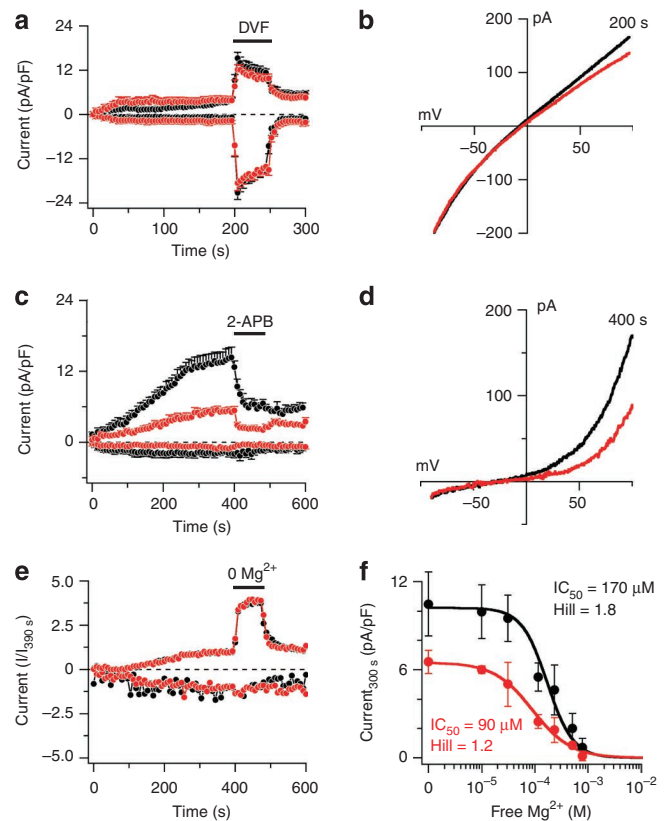 a
DVF
Current (pA/pF)
12
0
−12
−24
0
100
200
300
Time (s)
b
200
pA
200 s
100
mV
−50
50
−100
−200
c
24
2-APB
Current (pA/pF)
12
0
0
200
400
600
Time (s)
d
200
pA
400 s
100
mV
−50
50
e
0 Mg²⁺
Current (I/I₃₉₀ ₛ)
5.0
2.5
0
−2.5
−5.0
0
200
400
600
Time (s)
f
Current₃₀₀ ₛ (pA/pF)
12
6
0
IC₅₀ = 170 μM
Hill = 1.8
IC₅₀ = 90 μM
Hill = 1.2
0
10⁻⁵
10⁻⁴
10⁻³
10⁻²
Free Mg²⁺ (M)